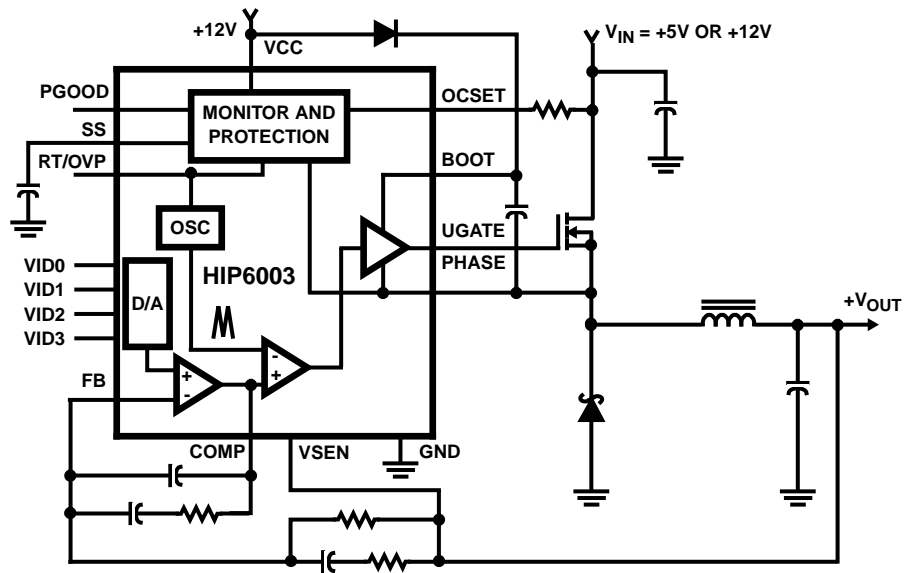 +12V
VCC
V_IN = +5V OR +12V
PGOOD
MONITOR AND
PROTECTION
OCSET
SS
RT/OVP
BOOT
OSC
UGATE
PHASE
HIP6003
VID0
VID1
VID2
VID3
D/A
+V_OUT
FB
+
-
-
+
COMP
VSEN
GND